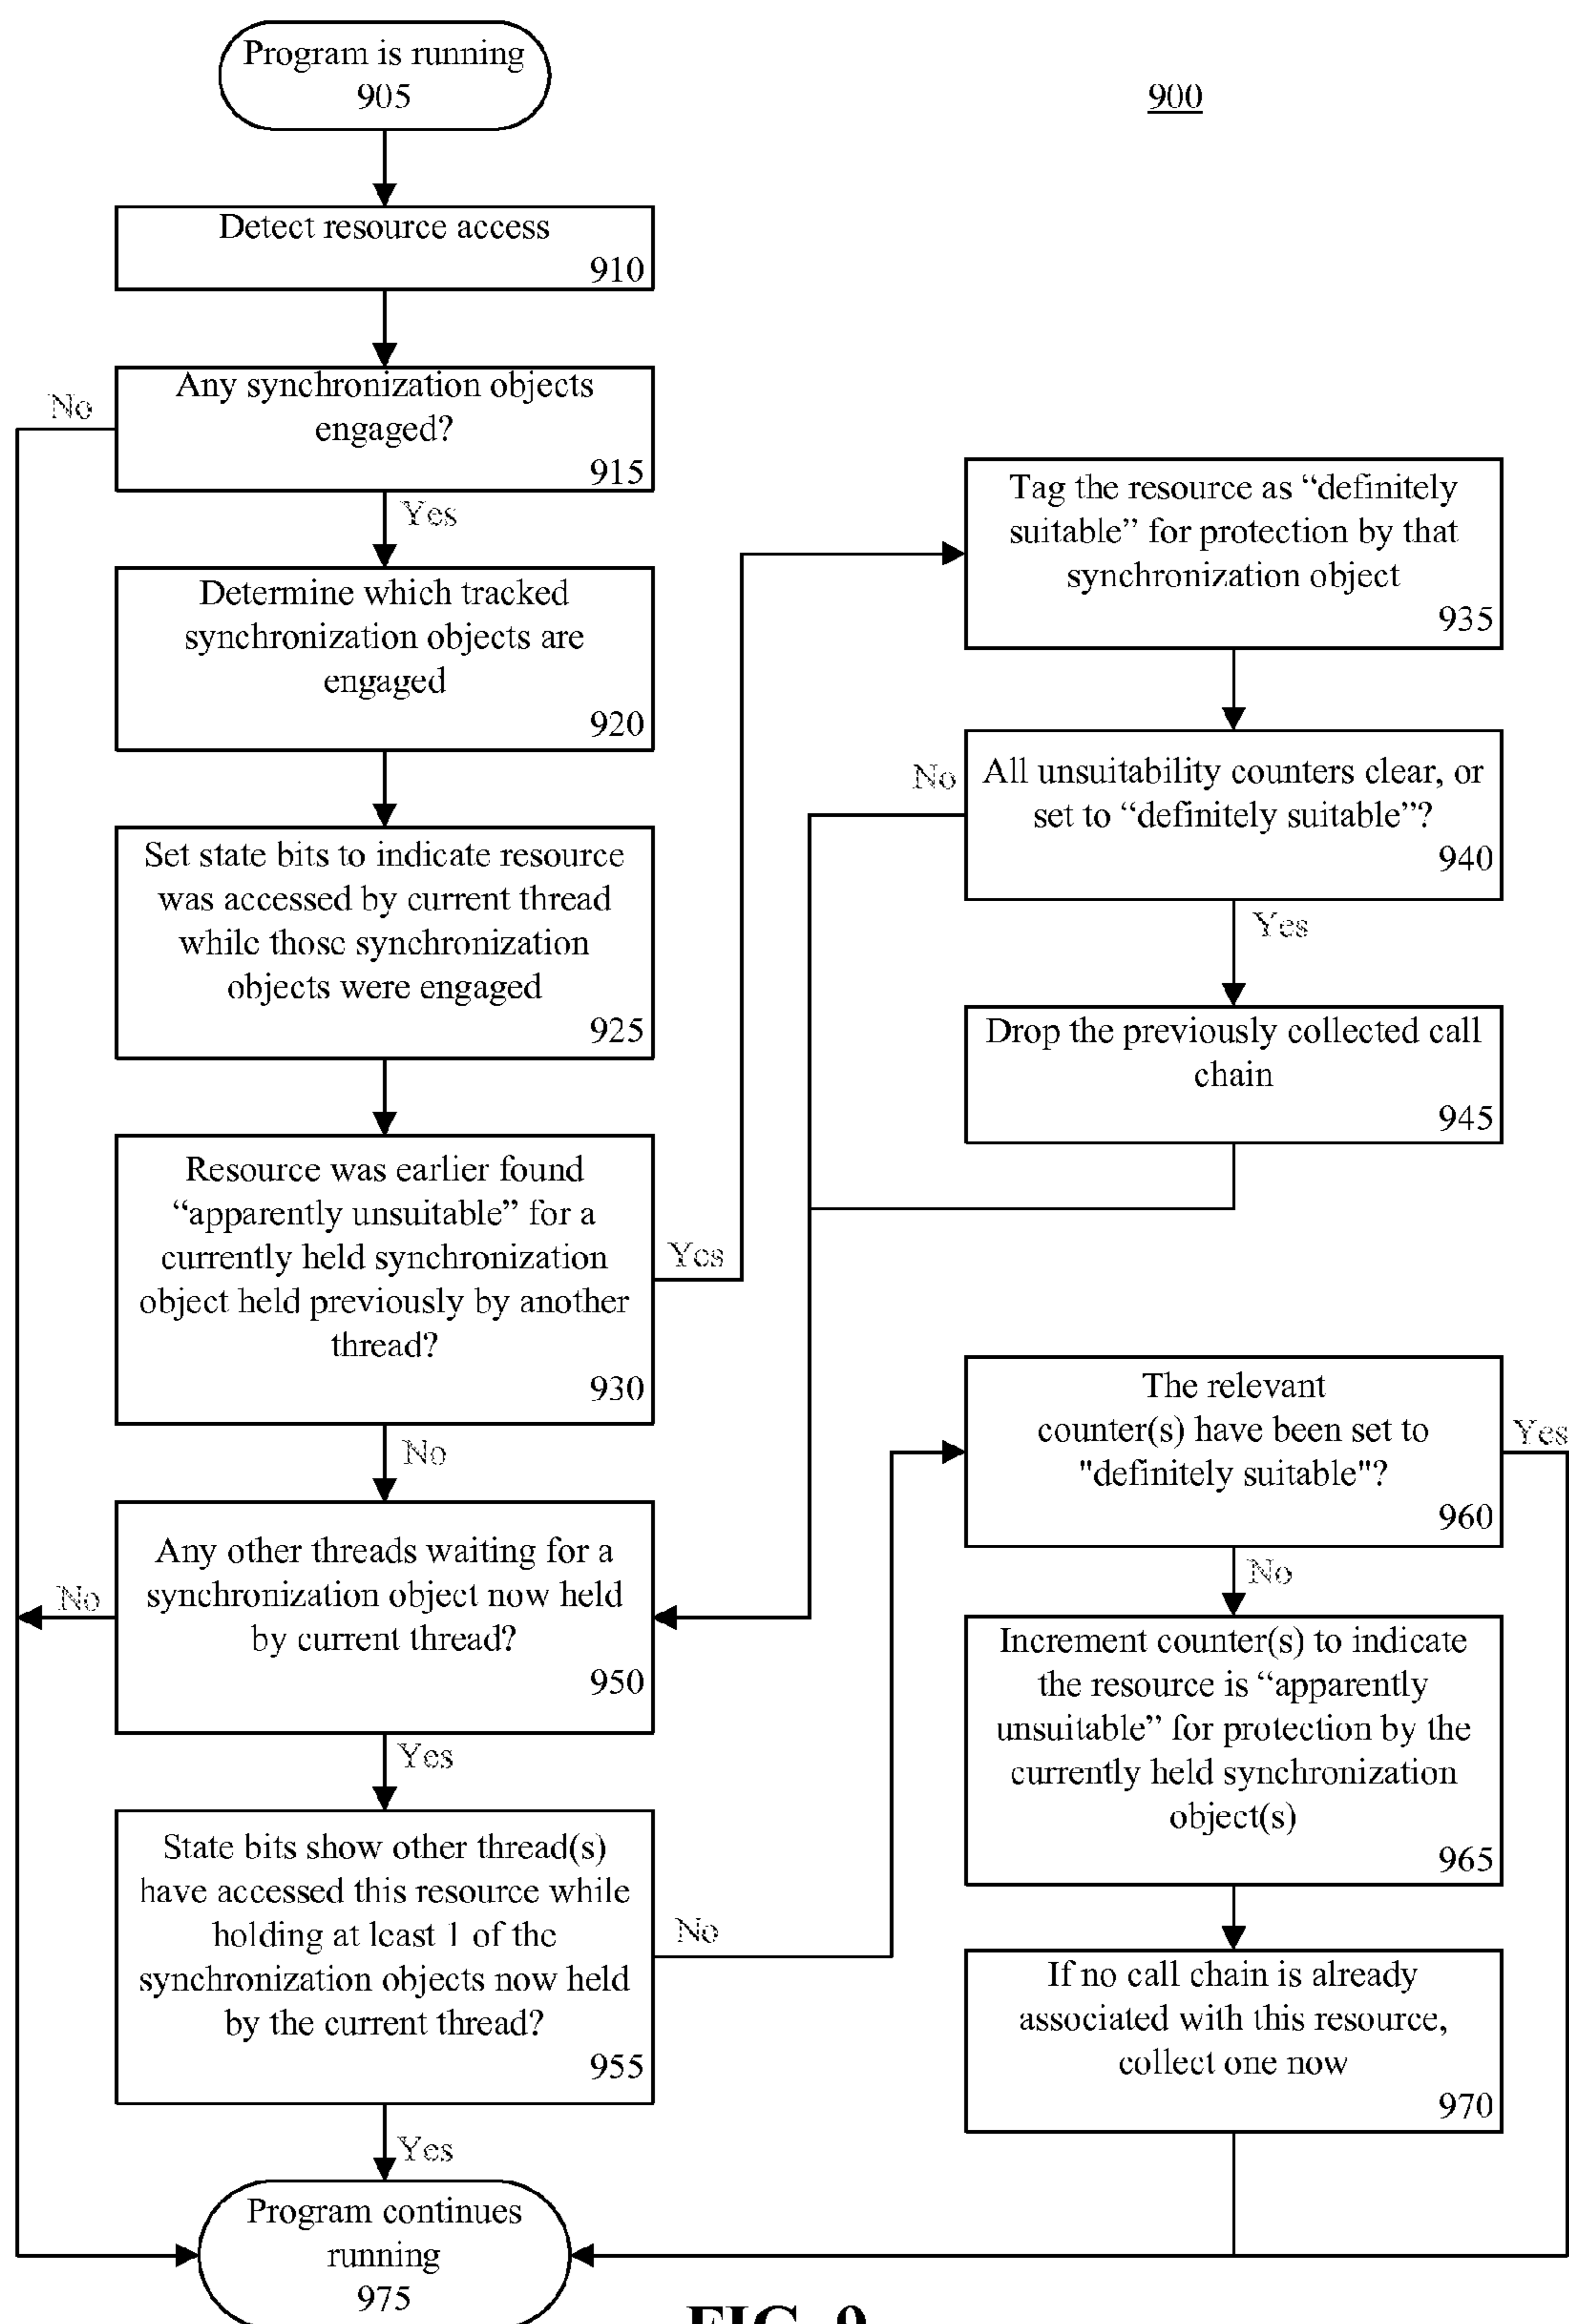 Program is running
905
900
Detect resource access
910
Any synchronization objects
engaged?
915
No
Yes
Determine which tracked
synchronization objects are
engaged
920
Set state bits to indicate resource
was accessed by current thread
while those synchronization
objects were engaged
925
Resource was earlier found
“apparently unsuitable” for a
currently held synchronization
object held previously by another
thread?
930
Yes
No
Tag the resource as “definitely
suitable” for protection by that
synchronization object
935
All unsuitability counters clear, or
set to “definitely suitable”?
940
No
Yes
Drop the previously collected call
chain
945
Any other threads waiting for a
synchronization object now held
by current thread?
950
No
Yes
State bits show other thread(s)
have accessed this resource while
holding at least 1 of the
synchronization objects now held
by the current thread?
955
No
Yes
The relevant
counter(s) have been set to
"definitely suitable"?
960
Yes
No
Increment counter(s) to indicate
the resource is “apparently
unsuitable” for protection by the
currently held synchronization
object(s)
965
If no call chain is already
associated with this resource,
collect one now
970
Program continues
running
975
FIG. 9